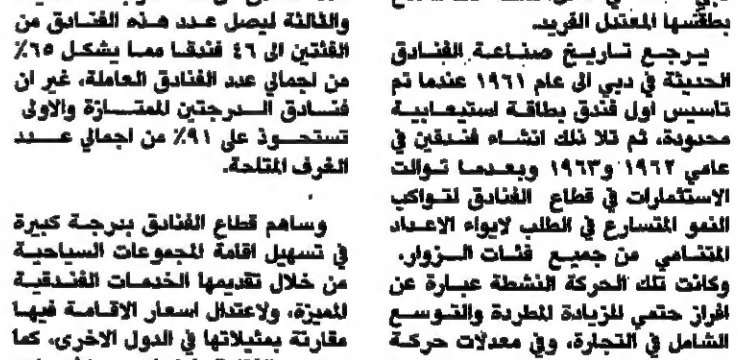 بطقسها المعتدل الفريد.
يرجع تاريخ صناعة الفنادق
الحديثة في دبي الى عام ١٩٦١ عندما تم
تاسيس اول فندق بطاقة استيعابية
محدودة، ثم تلا ذلك انشاء فندقين في
عامي ١٩٦٢ و١٩٦٣ وبعدما توالت
الاستثمارات في قطاع الفنادق لتواكب
النمو المتسارع في الطلب لايواء الاعداد
المتنامي من جميع فئات الزوار.
وكانت تلك الحركة النشطة عبارة عن
افراز حتمي للزيادة المطردة والتوسع
الشامل في التجارة، وفي معدلات حركة
والثالثة ليصل عدد هذه الفنادق من
الفئتين الى ٤٦ فندقا مما يشكل ٦٥٪
من اجمالي عدد الفنادق العاملة، غير ان
فنادق الدرجتين الممتازة والاولى
تستحوذ على ٩١٪ من اجمالي عدد
الغرف المتاحة.
وساهم قطاع الفنادق بدرجة كبيرة
في تسهيل اقامة المجموعات السياحية
من خلال تقديمها الخدمات الفندقية
المميزة، ولاعتدال اسعار الاقامة فيها
مقارنة بمثيلاتها في الدول الاخرى، كما